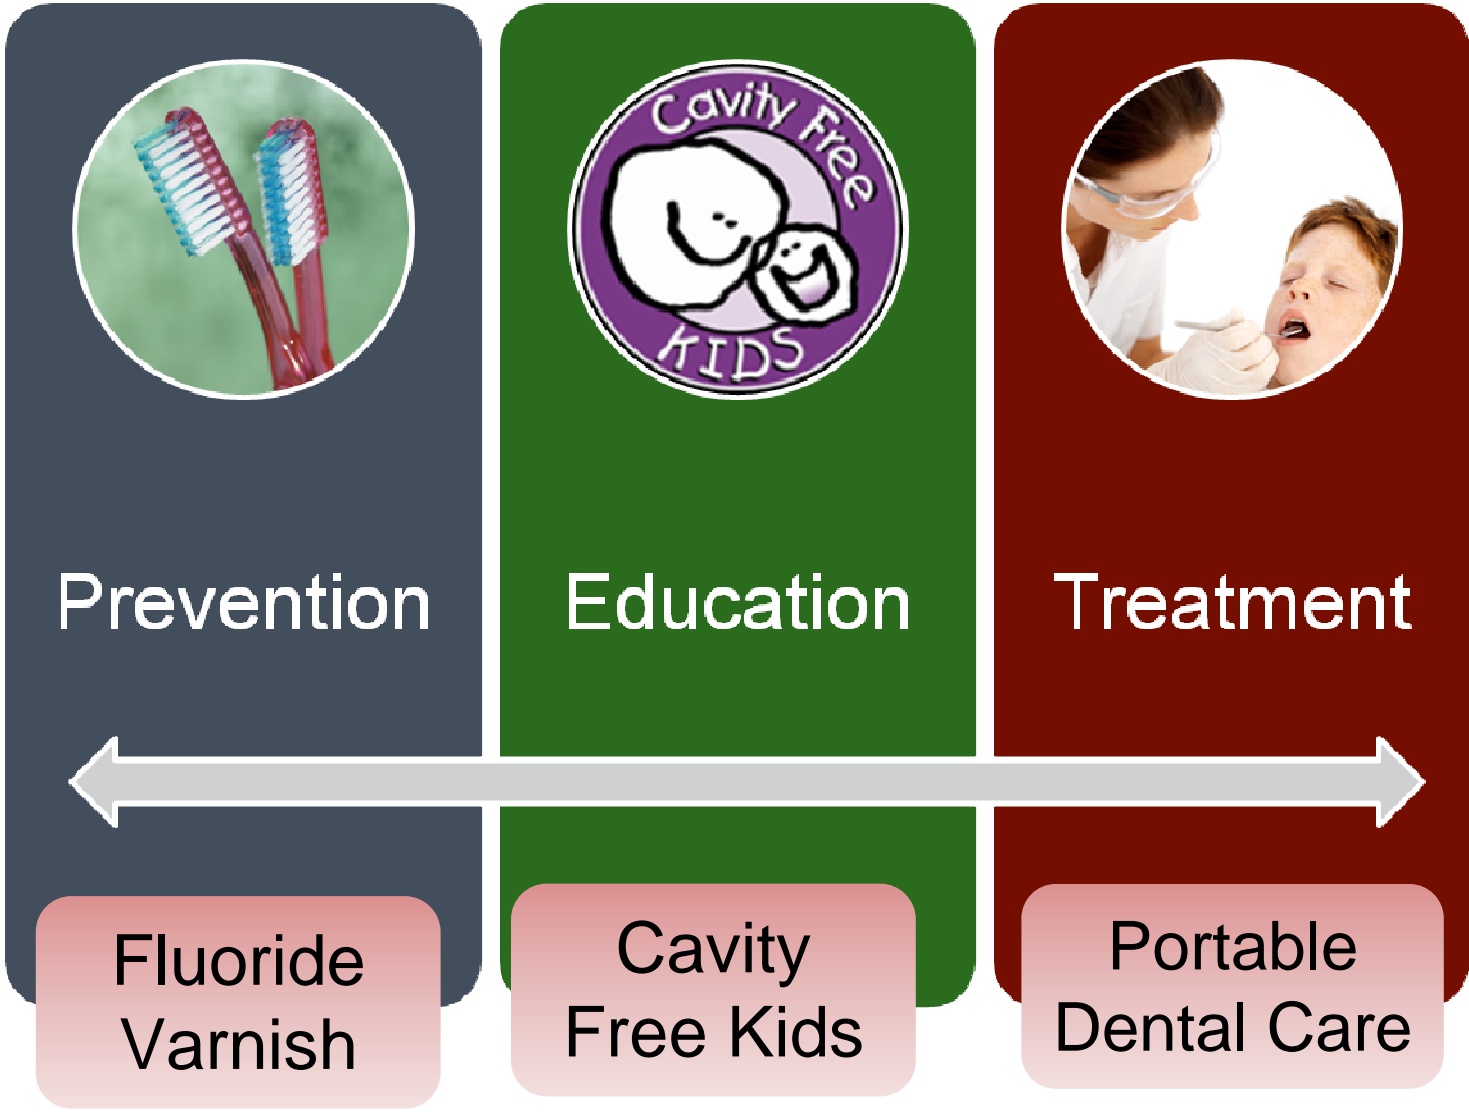 Cavity Free
KIDS
Prevention
Education
Treatment
Fluoride
Varnish
Cavity
Free Kids
Portable
Dental Care